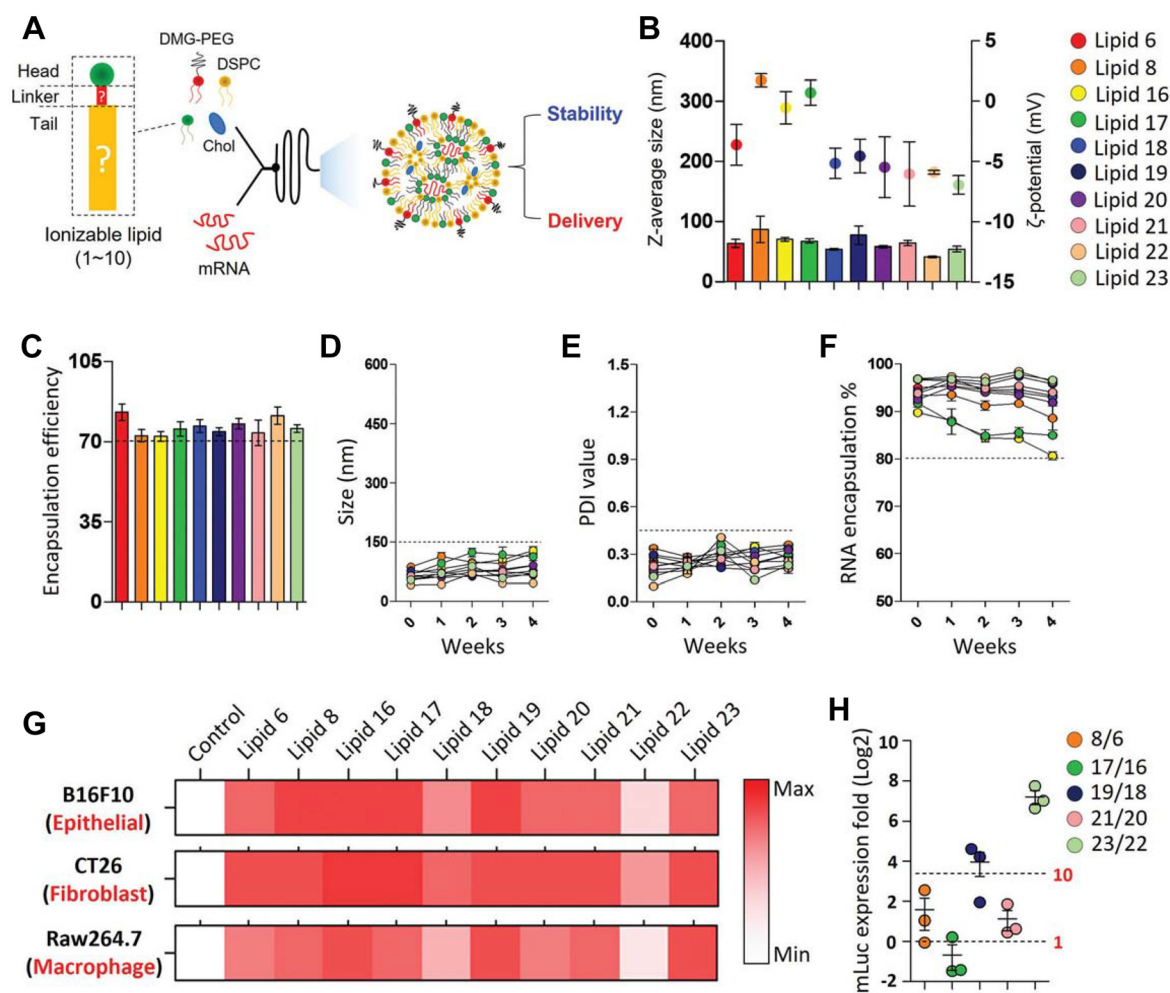 A
DMG-PEG
DSPC
Head
Linker
?
Tail
?
Chol
Ionizable lipid
(1~10)
mRNA
Stability
Delivery
B
Z-average size (nm)
400
300
200
100
0
5
0
-5
-10
-15
ζ-potential (mV)
Lipid 6
Lipid 8
Lipid 16
Lipid 17
Lipid 18
Lipid 19
Lipid 20
Lipid 21
Lipid 22
Lipid 23
C
Encapsulation efficiency
105
70
35
0
D
Size (nm)
600
450
300
150
0
0 1 2 3 4
Weeks
E
PDI value
1.5
1.2
0.9
0.6
0.3
0.0
0 1 2 3 4
Weeks
F
RNA encapsulation %
100
90
80
70
60
50
0 1 2 3 4
Weeks
G
Control Lipid 6 Lipid 8 Lipid 16 Lipid 17 Lipid 18 Lipid 19 Lipid 20 Lipid 21 Lipid 22 Lipid 23
B16F10
(Epithelial)
CT26
(Fibroblast)
Raw264.7
(Macrophage)
Max
Min
H
mLuc expression fold (Log2)
10
8
6
4
2
0
-2
10
1
8/6
17/16
19/18
21/20
23/22